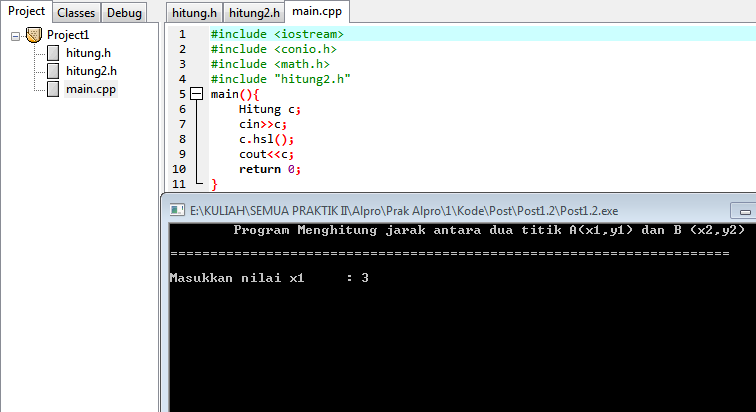 Project Classes Debug
hitung.h hitung2.h main.cpp
Project1
hitung.h
hitung2.h
main.cpp
1 #include <iostream>
2 #include <conio.h>
3 #include <math.h>
4 #include "hitung2.h"
5 main(){
6 Hitung c;
7 cin>>c;
8 c.hsl();
9 cout<<c;
10 return 0;
11 }
E:\KULIAH\SEMUA PRAKTIK II\Alpro\Prak Alpro\1\Kode\Post\Post1.2\Post1.2.exe
Program Menghitung jarak antara dua titik A(x1,y1) dan B (x2,y2)
======================================================================
Masukkan nilai x1 : 3